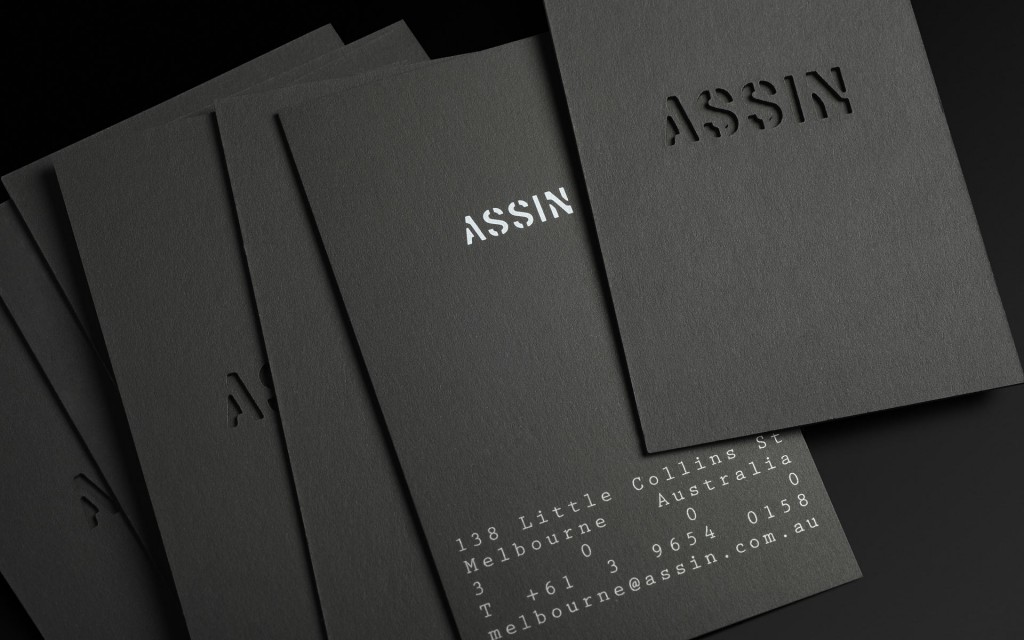 ASSIN
ASSIN
138 Little Collins St
Melbourne Australia
3 0 0 0
T +61 3 9654 0158
melbourne@assin.com.au
AS
A